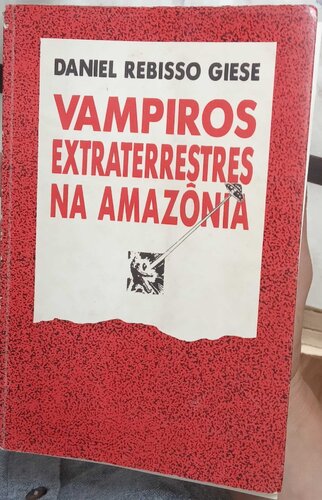 DANIEL REBISSO GIESE
VAMPIROS
EXTRATERRESTRES
NA AMAZÔNIA